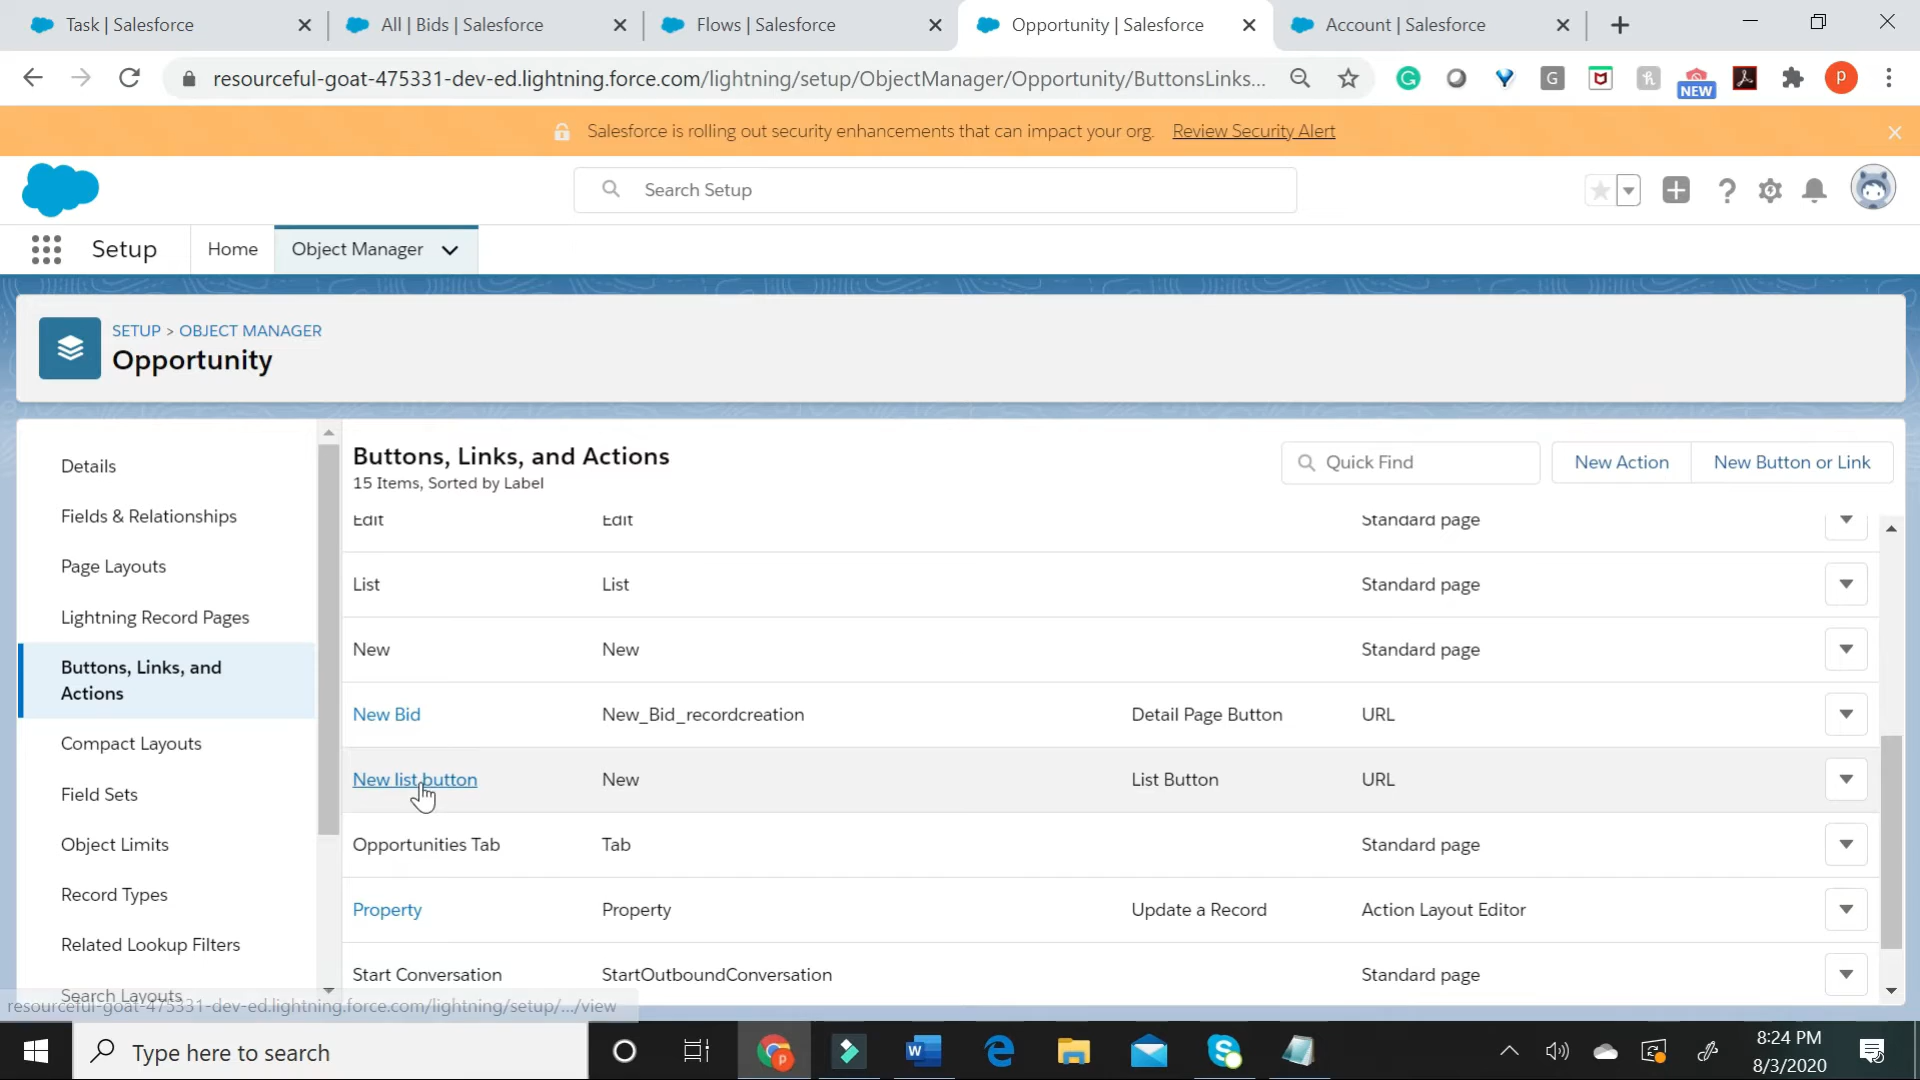 Task | Salesforce
All | Bids | Salesforce
Flows | Salesforce
Opportunity | Salesforce
Account | Salesforce
resourceful-goat-475331-dev-ed.lightning.force.com/lightning/setup/ObjectManager/Opportunity/ButtonsLinks...
G
G
h
NEW
P
Salesforce is rolling out security enhancements that can impact your org. Review Security Alert
Search Setup
Setup
Home
Object Manager
SETUP > OBJECT MANAGER
Opportunity
Details
Fields & Relationships
Page Layouts
Lightning Record Pages
Buttons, Links, and
Actions
Compact Layouts
Field Sets
Object Limits
Record Types
Related Lookup Filters
Search Layouts
Buttons, Links, and Actions
15 Items, Sorted by Label
Quick Find
New Action
New Button or Link
Edit Edit Standard page
List List Standard page
New New Standard page
New Bid New_Bid_recordcreation Detail Page Button URL
New list button New List Button URL
Opportunities Tab Tab Standard page
Property Property Update a Record Action Layout Editor
Start Conversation StartOutboundConversation Standard page
resourceful-goat-475331-dev-ed.lightning.force.com/lightning/setup/.../view
Type here to search
P
W
S
8:24 PM
8/3/2020